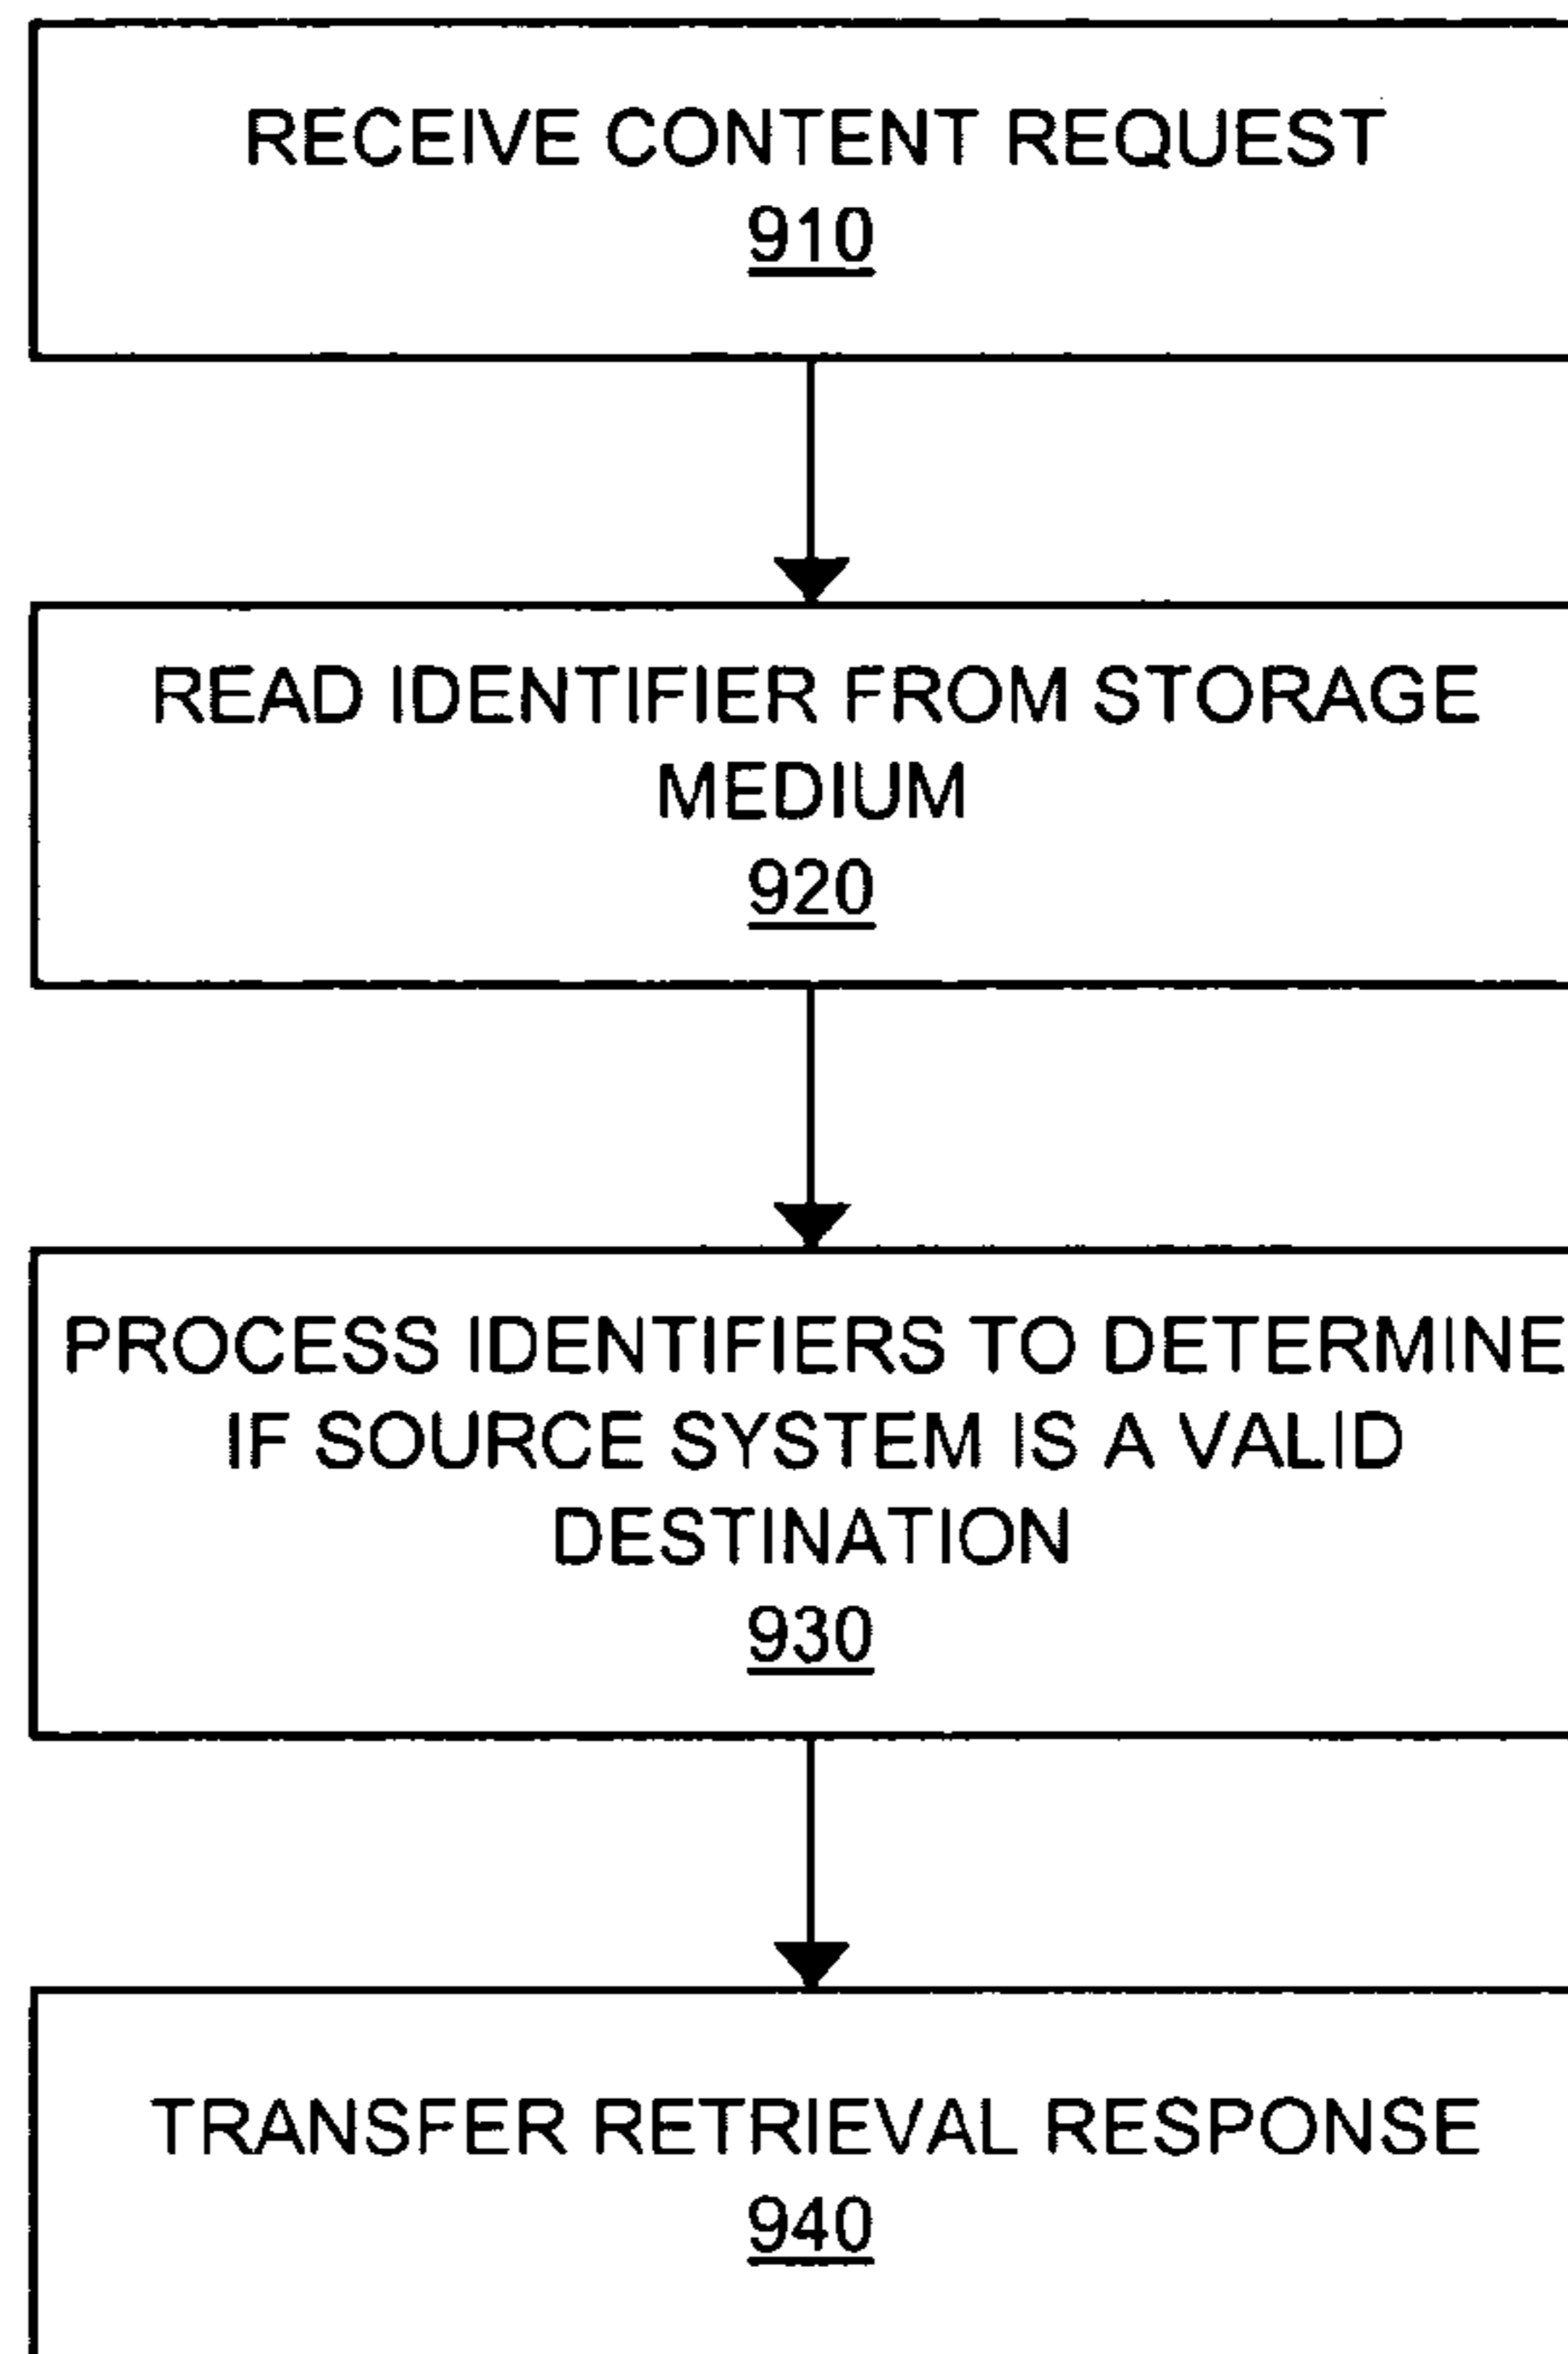 RECEIVE CONTENT REQUEST
910
READ IDENTIFIER FROM STORAGE
MEDIUM
920
PROCESS IDENTIFIERS TO DETERMINE
IF SOURCE SYSTEM IS A VALID
DESTINATION
930
TRANSFER RETRIEVAL RESPONSE
940